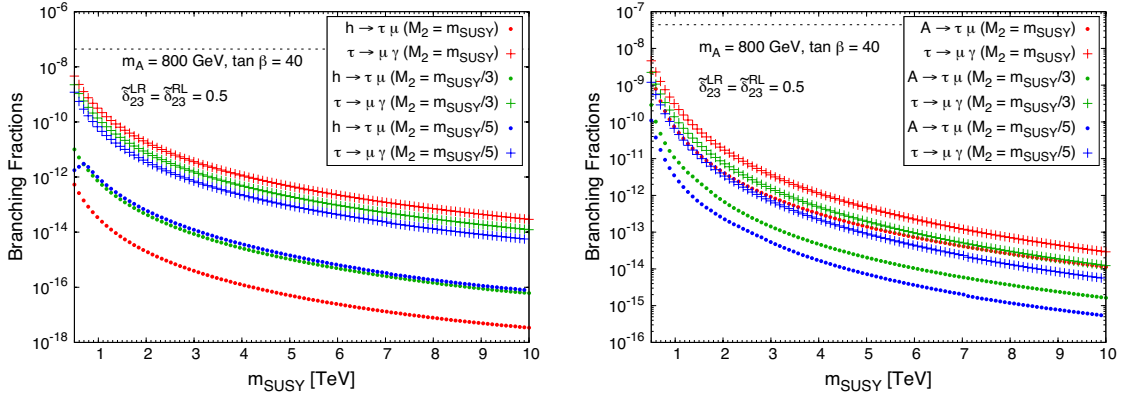 10^-6
10^-8
10^-10
10^-12
10^-14
10^-16
10^-18
Branching Fractions
1 2 3 4 5 6 7 8 9 10
m_SUSY [TeV]
m_A = 800 GeV, tan β = 40
δ̃_23^LR = δ̃_23^RL = 0.5
h → τ μ (M_2 = m_SUSY)
τ → μ γ (M_2 = m_SUSY)
h → τ μ (M_2 = m_SUSY/3)
τ → μ γ (M_2 = m_SUSY/3)
h → τ μ (M_2 = m_SUSY/5)
τ → μ γ (M_2 = m_SUSY/5)
10^-7
10^-8
10^-9
10^-10
10^-11
10^-12
10^-13
10^-14
10^-15
10^-16
Branching Fractions
1 2 3 4 5 6 7 8 9 10
m_SUSY [TeV]
m_A = 800 GeV, tan β = 40
δ̃_23^LR = δ̃_23^RL = 0.5
A → τ μ (M_2 = m_SUSY)
τ → μ γ (M_2 = m_SUSY)
A → τ μ (M_2 = m_SUSY/3)
τ → μ γ (M_2 = m_SUSY/3)
A → τ μ (M_2 = m_SUSY/5)
τ → μ γ (M_2 = m_SUSY/5)